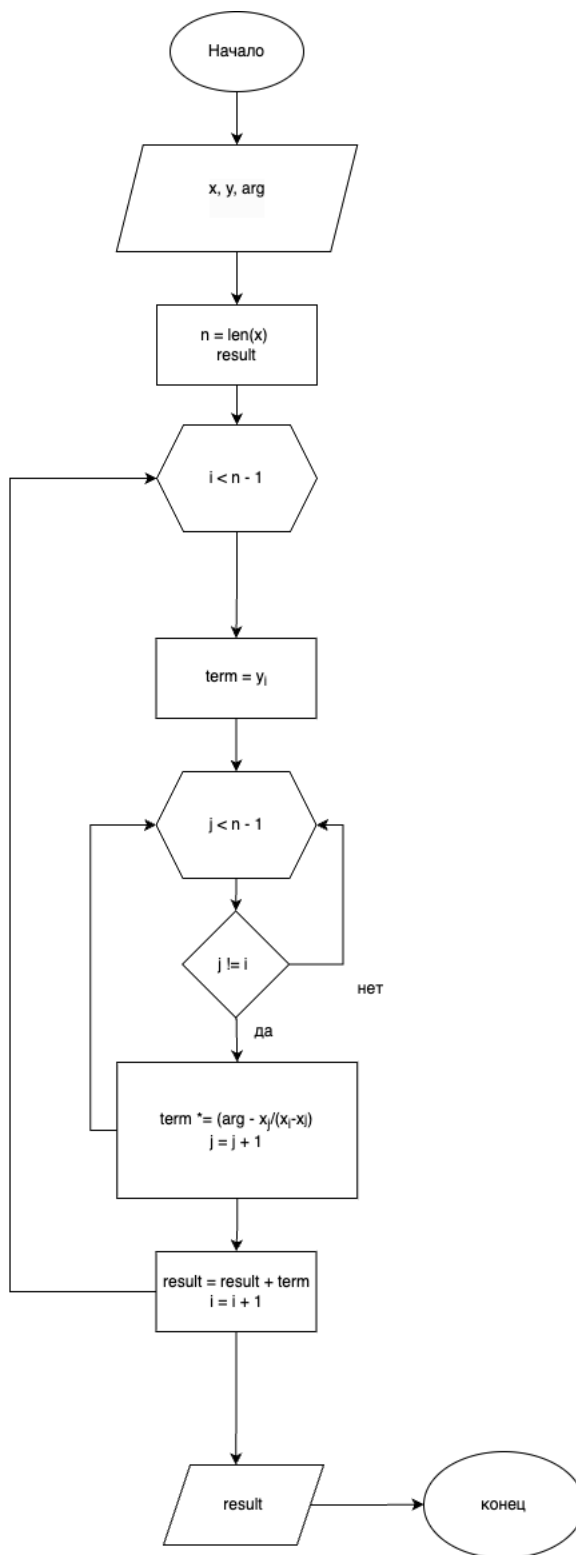 Начало
x, y, arg
n = len(x)
result
i < n - 1
term = yᵢ
j < n - 1
j != i
нет
да
term *= (arg - xⱼ/(xᵢ-xⱼ)
j = j + 1
result = result + term
i = i + 1
result
конец